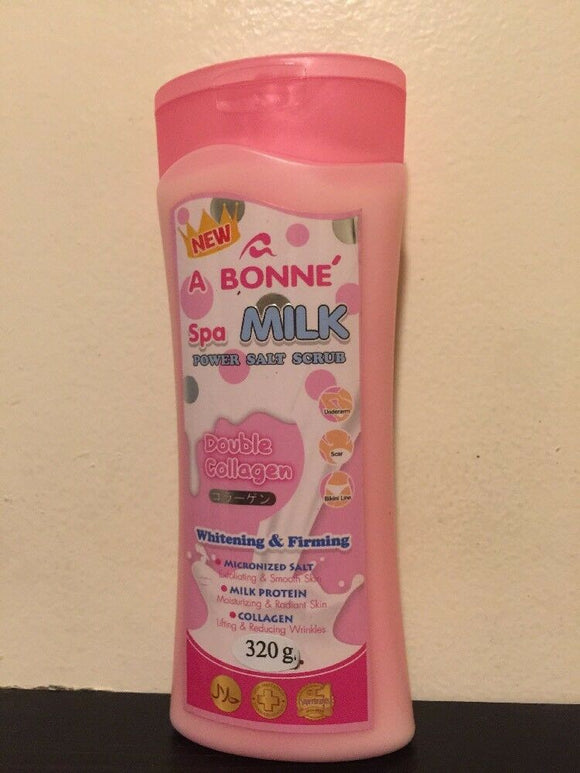 NEW
A BONNE´
Spa MILK
POWER SALT SCRUB
Underarm
Double
Collagen
Scar
コラーゲン
Bikini Line
Whitening & Firming
• MICRONIZED SALT
Exfoliating & Smooth Skin
• MILK PROTEIN
Moisturizing & Radiant Skin
• COLLAGEN
Lifting & Reducing Wrinkles
320 g.
حلال